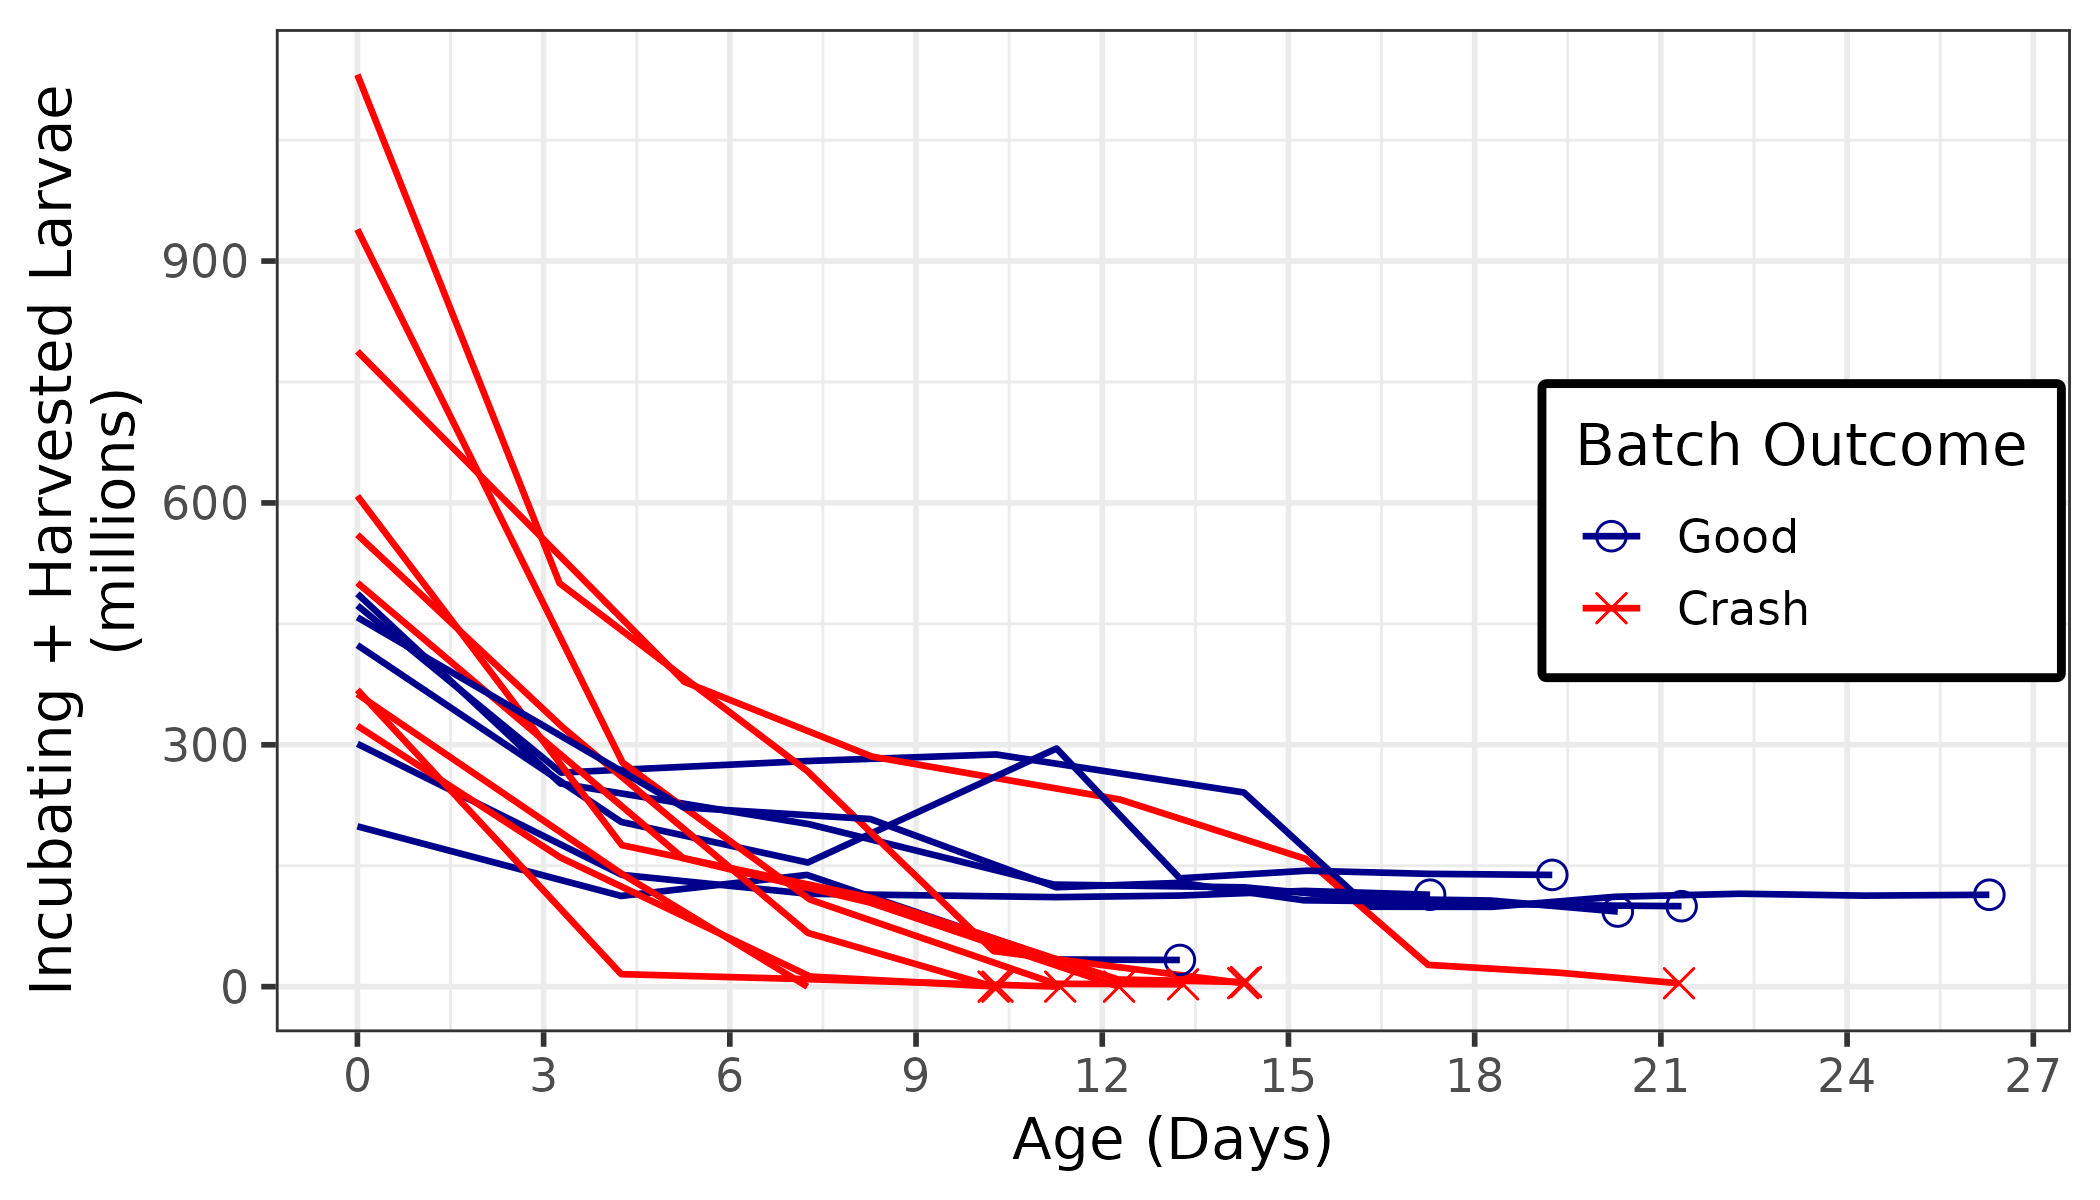 Incubating + Harvested Larvae
(millions)
900
600
300
0
0 3 6 9 12 15 18 21 24 27
Age (Days)
Batch Outcome
Good
Crash